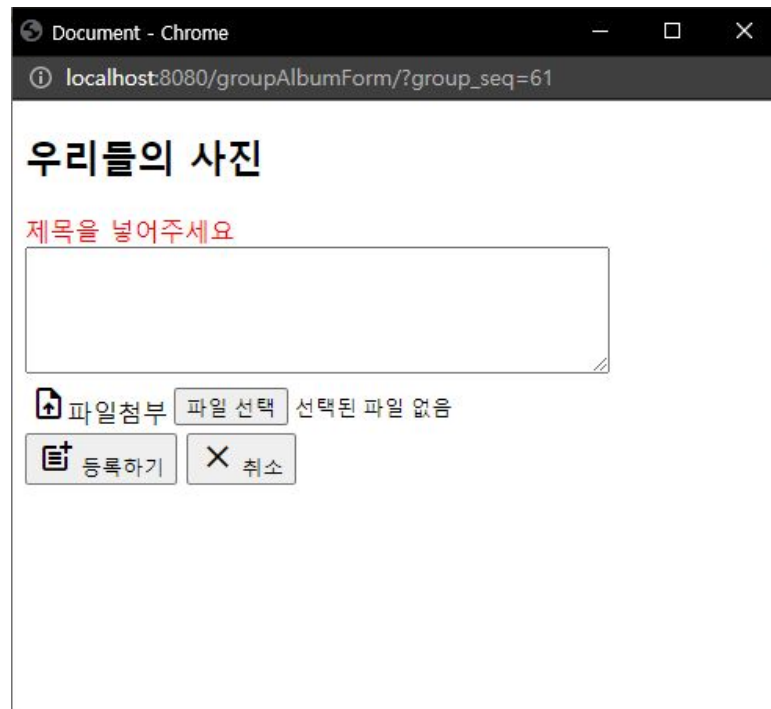 Document - Chrome
localhost:8080/groupAlbumForm/?group_seq=61
우리들의 사진
제목을 넣어주세요
파일첨부 파일 선택 선택된 파일 없음
등록하기 취소